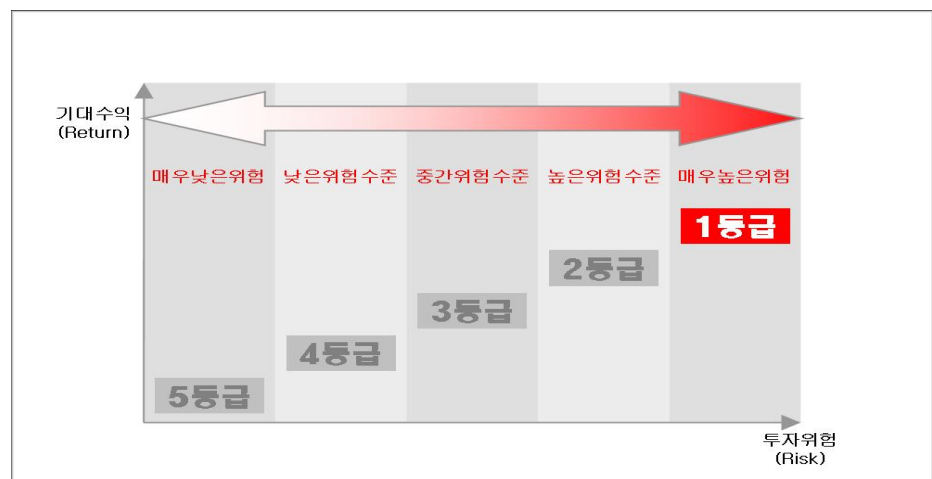 기대수익
(Return)
매우낮은위험 낮은위험수준 중간위험수준 높은위험수준 매우높은위험
1등급
2등급
3등급
4등급
5등급
투자위험
(Risk)